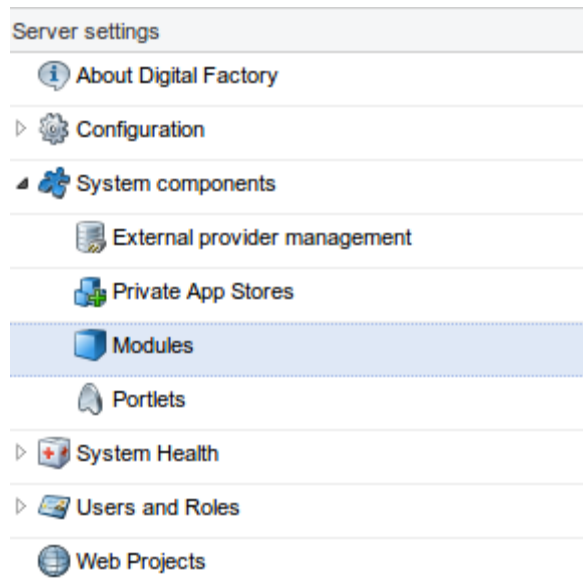 Server settings
About Digital Factory
Configuration
System components
External provider management
Private App Stores
Modules
Portlets
System Health
Users and Roles
Web Projects